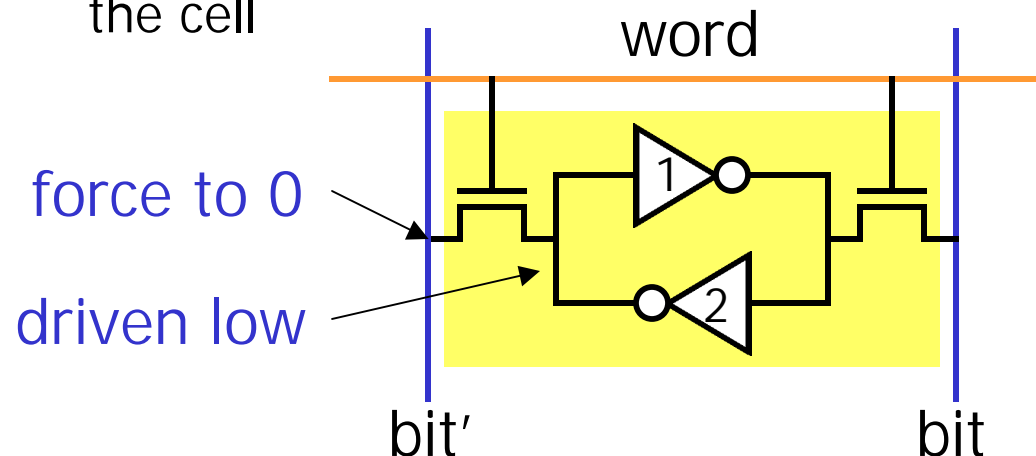 the cell
word
1
force to 0
2
driven low
bit′
bit